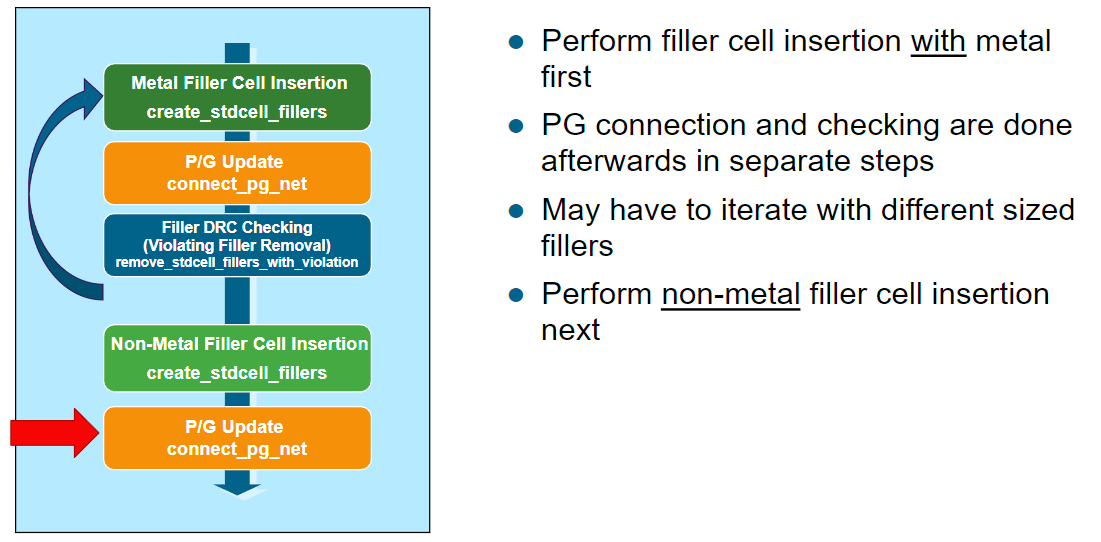 Metal Filler Cell Insertion
create_stdcell_fillers
P/G Update
connect_pg_net
Filler DRC Checking
(Violating Filler Removal)
remove_stdcell_fillers_with_violation
Non-Metal Filler Cell Insertion
create_stdcell_fillers
P/G Update
connect_pg_net
● Perform filler cell insertion with metal
first
● PG connection and checking are done
afterwards in separate steps
● May have to iterate with different sized
fillers
● Perform non-metal filler cell insertion
next